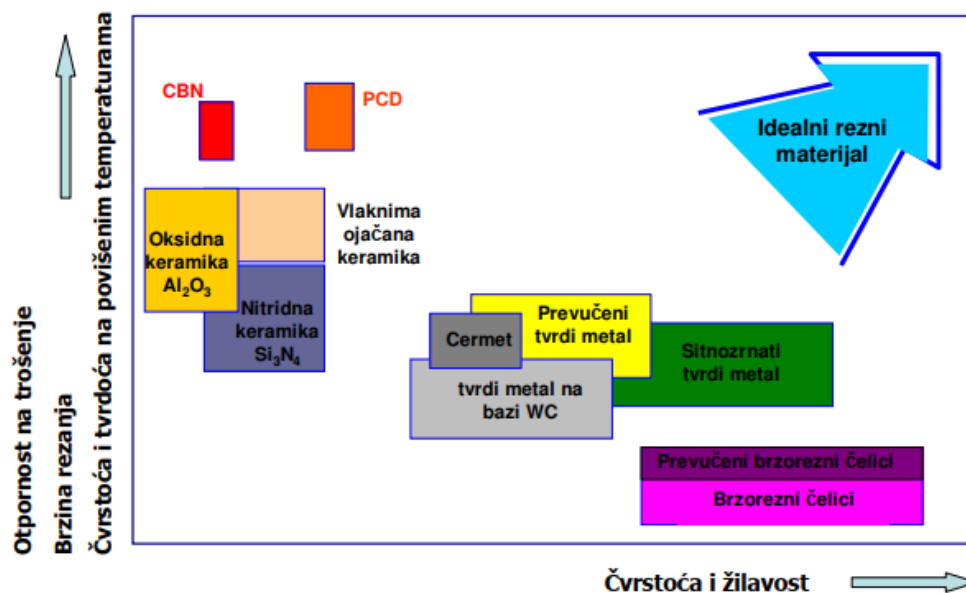 Otpornost na trošenje
Brzina rezanja
Čvrstoća i tvrdoća na povišenim temperaturama
CBN
PCD
Idealni rezni
materijal
Oksidna
keramika
Al₂O₃
Vlaknima
ojačana
keramika
Nitridna
keramika
Si₃N₄
Cermet
Prevučeni
tvrdi metal
Sitnozrnati
tvrdi metal
tvrdi metal na
bazi WC
Prevučeni brzorezni čelici
Brzorezni čelici
Čvrstoća i žilavost